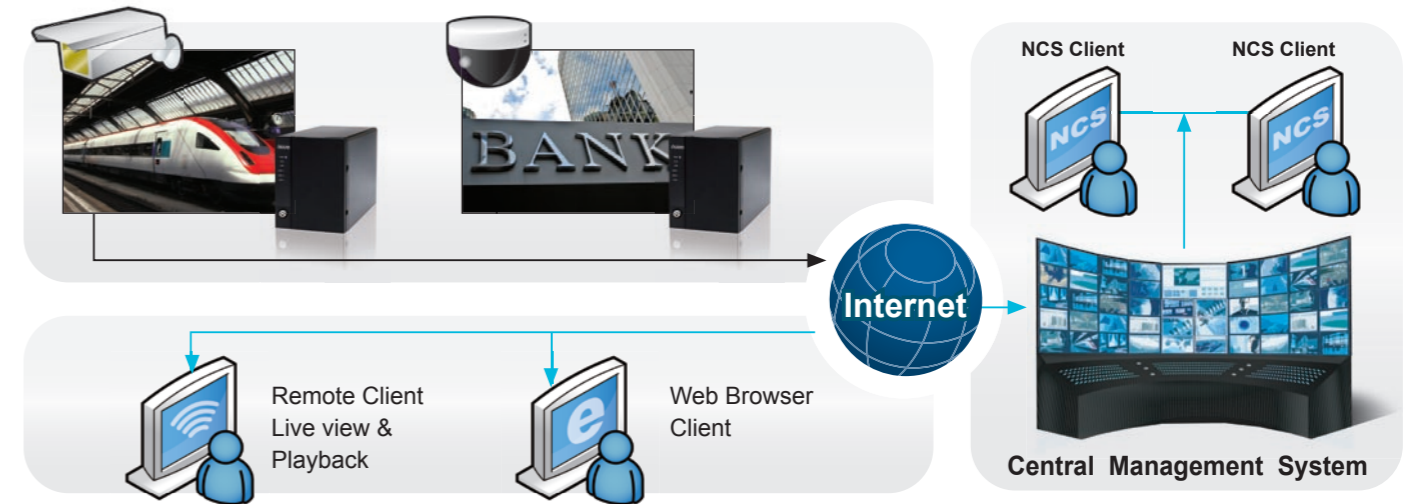 NCS Client
NCS Client
NCS
NCS
BANK
Internet
Remote Client
Live view &
Playback
e
Web Browser
Client
Central Management System